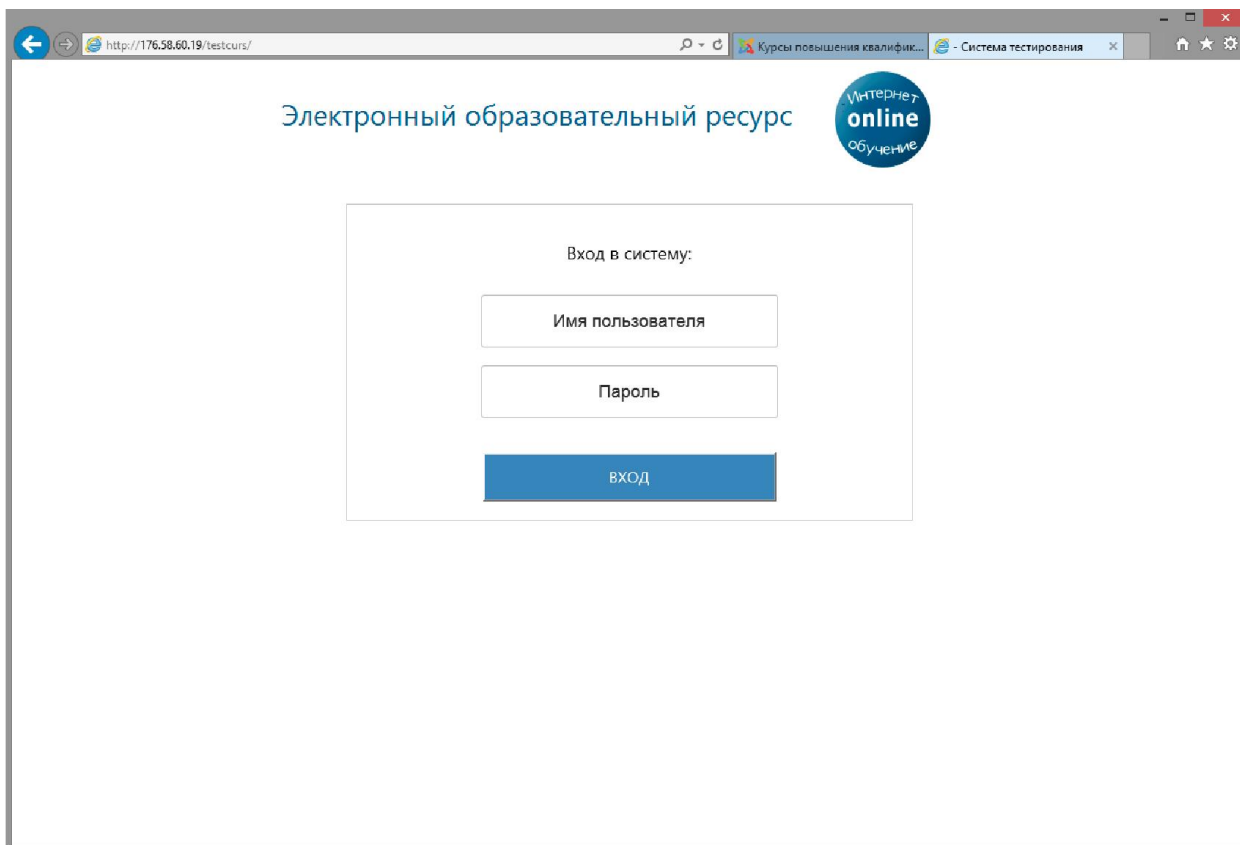 http://176.58.60.19/testcurs/
Курсы повышения квалифик...
- Система тестирования
Электронный образовательный ресурс
Интернет
online
обучение
Вход в систему:
Имя пользователя
Пароль
ВХОД